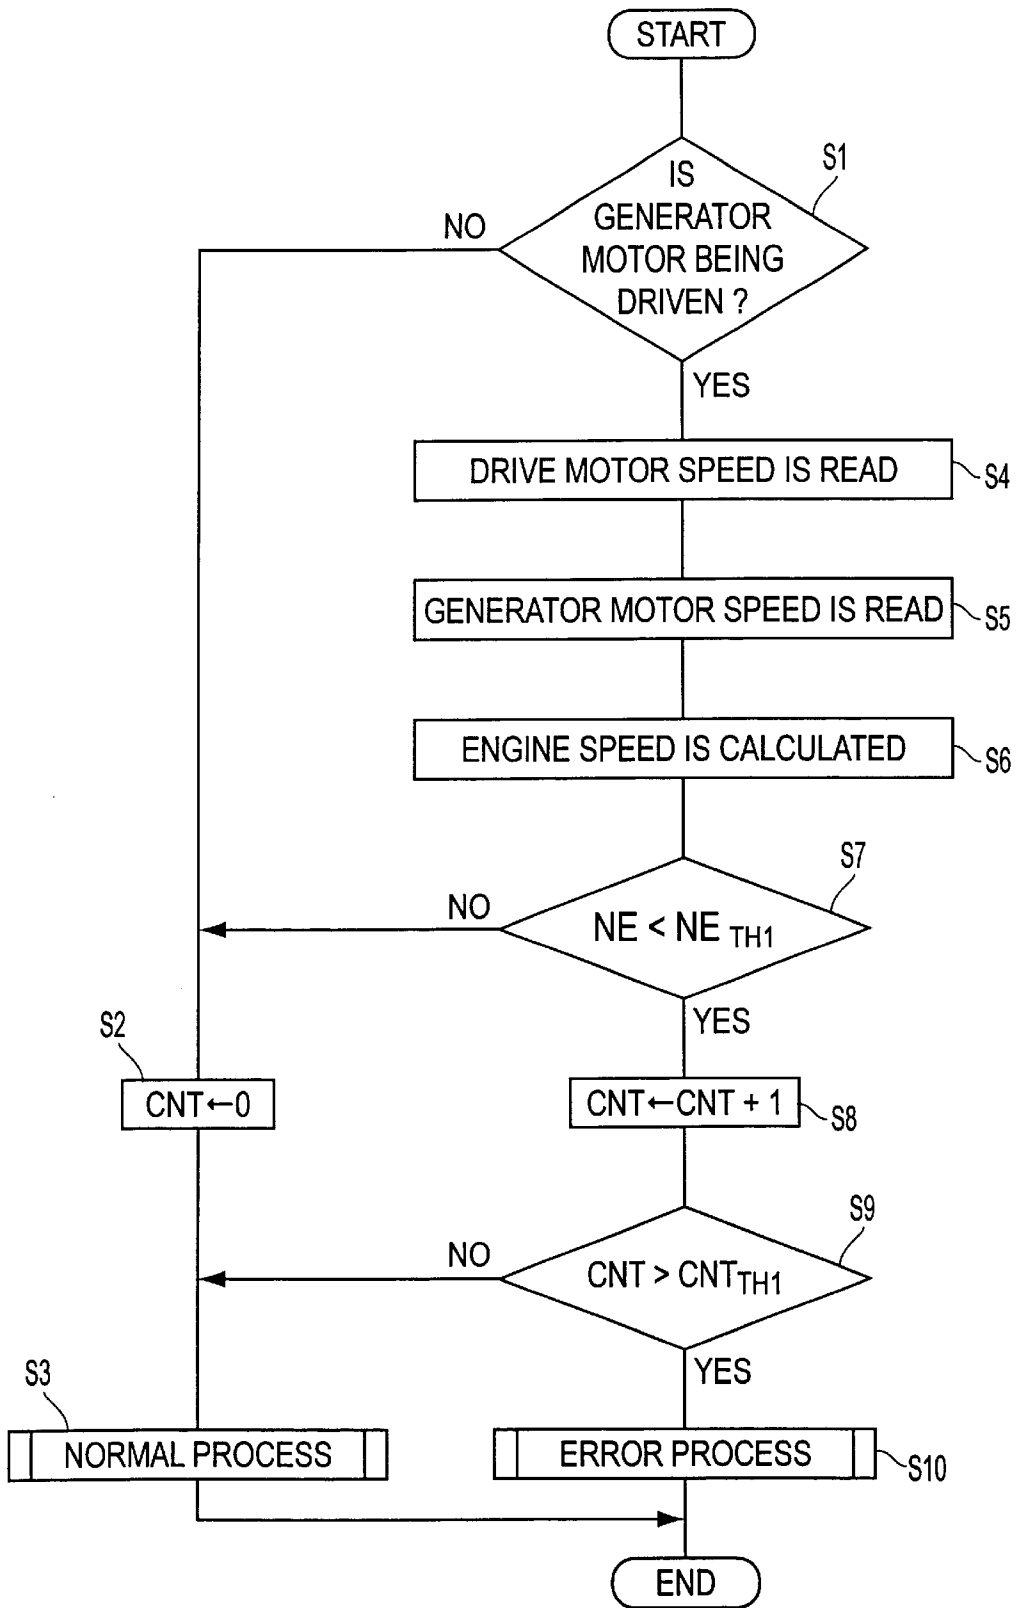 START
S1
IS
GENERATOR
MOTOR BEING
DRIVEN ?
NO
YES
DRIVE MOTOR SPEED IS READ
S4
GENERATOR MOTOR SPEED IS READ
S5
ENGINE SPEED IS CALCULATED
S6
S7
NO
NE < NE TH1
YES
S2
CNT←0
CNT←CNT + 1
S8
S9
NO
CNT > CNTTH1
YES
S3
NORMAL PROCESS
ERROR PROCESS
S10
END